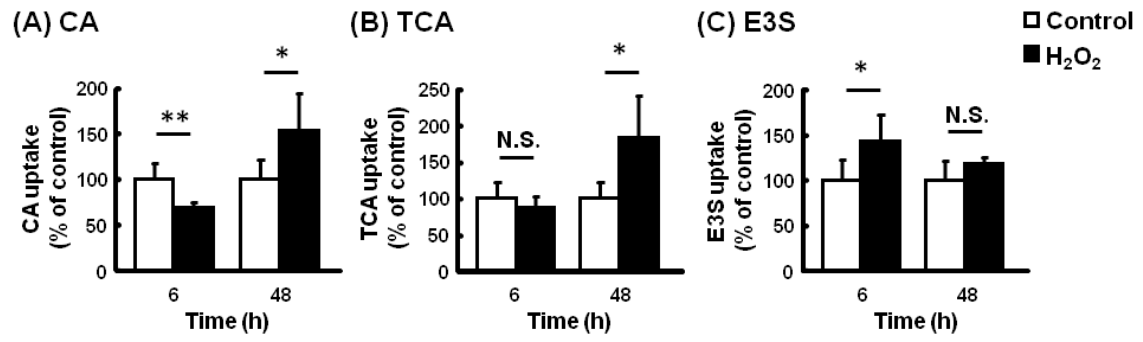 (A) CA
(B) TCA
(C) E3S
Control
H₂O₂
CA uptake
(% of control)
200
150
100
50
0
**
*
6
48
Time (h)
TCA uptake
(% of control)
250
200
150
100
50
0
N.S.
*
6
48
Time (h)
E3S uptake
(% of control)
200
150
100
50
0
*
N.S.
6
48
Time (h)